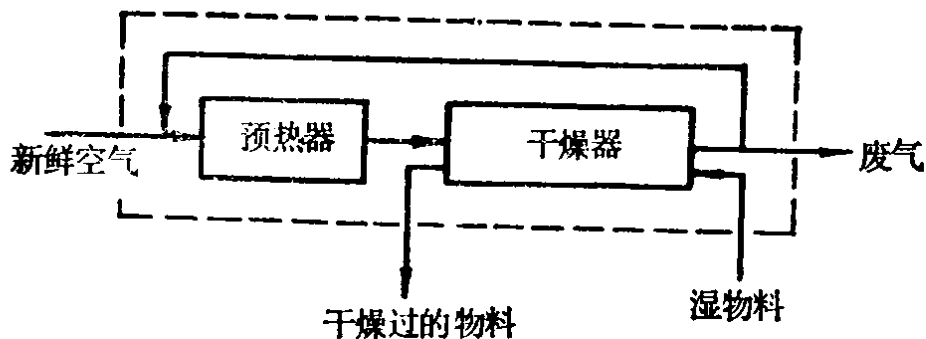 预热器
干燥器
新鲜空气
废气
湿物料
干燥过的物料